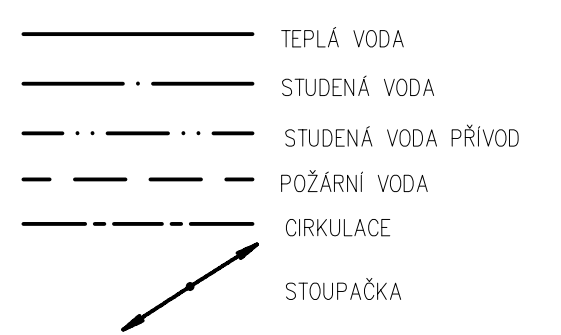 TEPLÁ VODA
STUDENÁ VODA
STUDENÁ VODA PŘÍVOD
POŽÁRNÍ VODA
CIRKULACE
STOUPAČKA